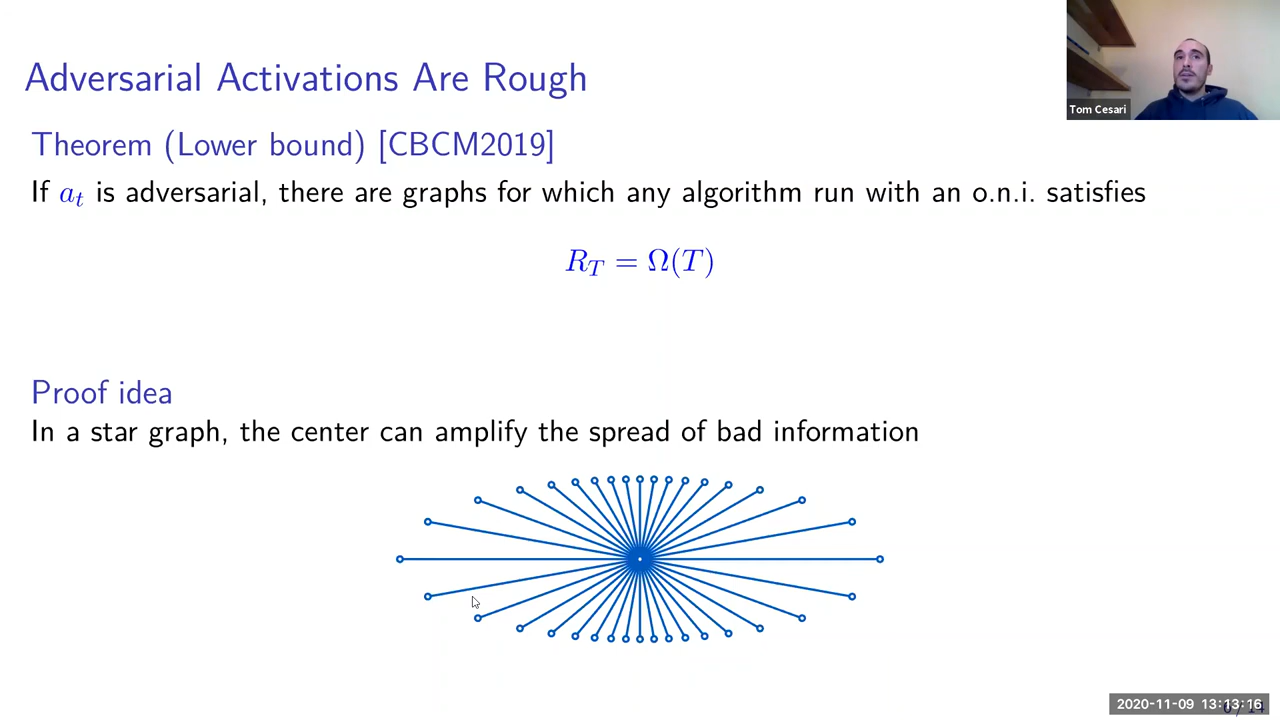 Adversarial Activations Are Rough
Tom Cesari
Theorem (Lower bound) [CBCM2019]
If a_t is adversarial, there are graphs for which any algorithm run with an o.n.i. satisfies
R_T = Ω(T)
Proof idea
In a star graph, the center can amplify the spread of bad information
2020-11-09 13:13:16